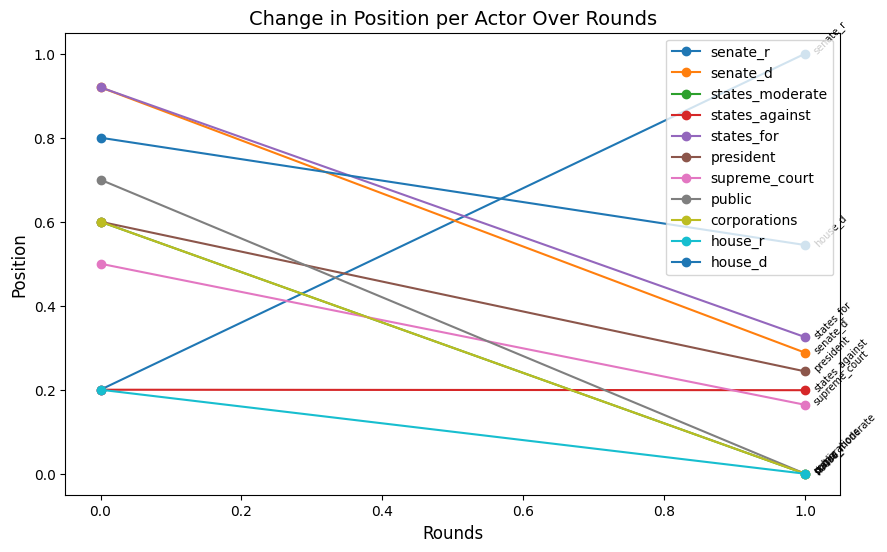 Change in Position per Actor Over Rounds
senate_r
senate_r
senate_d
states_moderate
states_against
states_for
president
supreme_court
public
corporations
house_r
house_d
house_d
states_for
senate_d
president
states_against
supreme_court
1.0
0.8
0.6
0.4
0.2
0.0
Position
0.0 0.2 0.4 0.6 0.8 1.0
Rounds